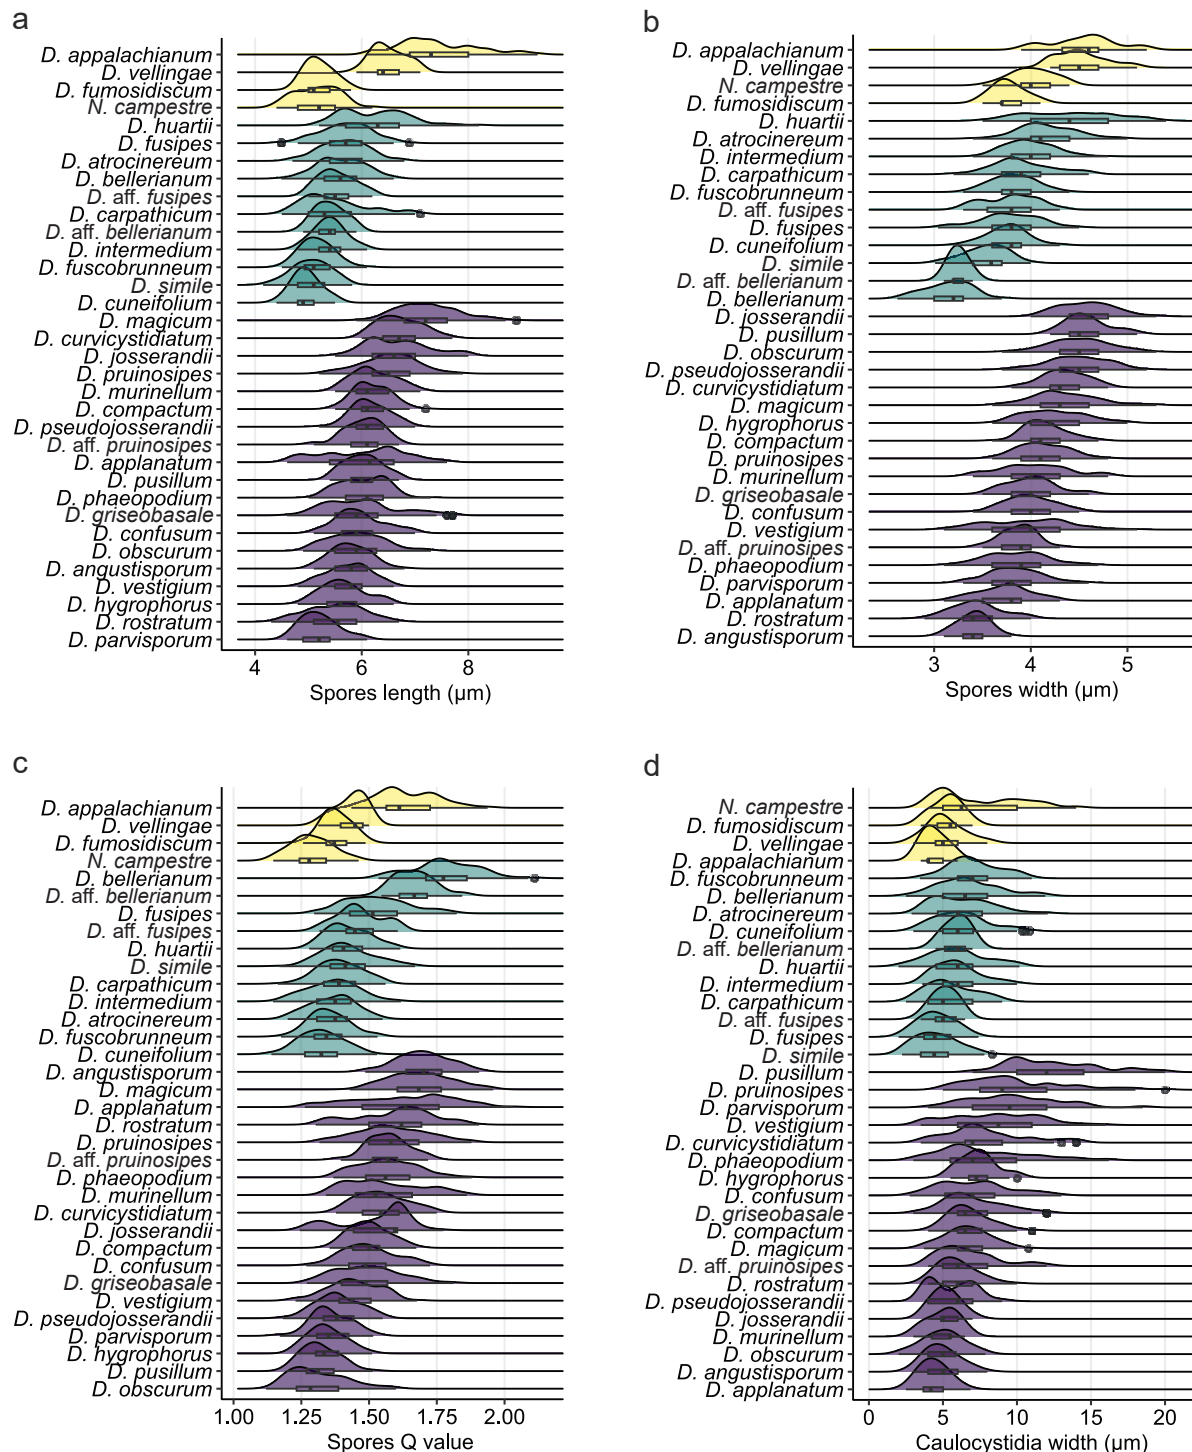 a
D. appalachianum
D. vellingae
D. fumosidiscum
N. campestre
D. huartii
D. fusipes
D. atrocinereum
D. bellerianum
D. aff. fusipes
D. carpathicum
D. aff. bellerianum
D. intermedium
D. fuscobrunneum
D. simile
D. cuneifolium
D. magicum
D. curvicystidiatum
D. josserandii
D. pruinosipes
D. murinellum
D. compactum
D. pseudojosserandii
D. aff. pruinosipes
D. applanatum
D. pusillum
D. phaeopodium
D. griseobasale
D. confusum
D. obscurum
D. angustisporum
D. vestigium
D. hygrophorus
D. rostratum
D. parvisporum
4 6 8
Spores length (µm)
b
D. appalachianum
D. vellingae
N. campestre
D. fumosidiscum
D. huartii
D. atrocinereum
D. intermedium
D. carpathicum
D. fuscobrunneum
D. aff. fusipes
D. fusipes
D. cuneifolium
D. simile
D. aff. bellerianum
D. bellerianum
D. josserandii
D. pusillum
D. obscurum
D. pseudojosserandii
D. curvicystidiatum
D. magicum
D. hygrophorus
D. compactum
D. pruinosipes
D. murinellum
D. griseobasale
D. confusum
D. vestigium
D. aff. pruinosipes
D. phaeopodium
D. parvisporum
D. applanatum
D. rostratum
D. angustisporum
3 4 5
Spores width (µm)
c
D. appalachianum
D. vellingae
D. fumosidiscum
N. campestre
D. bellerianum
D. aff. bellerianum
D. fusipes
D. aff. fusipes
D. huartii
D. simile
D. carpathicum
D. intermedium
D. atrocinereum
D. fuscobrunneum
D. cuneifolium
D. angustisporum
D. magicum
D. applanatum
D. rostratum
D. pruinosipes
D. aff. pruinosipes
D. phaeopodium
D. murinellum
D. curvicystidiatum
D. josserandii
D. compactum
D. confusum
D. griseobasale
D. vestigium
D. pseudojosserandii
D. parvisporum
D. hygrophorus
D. pusillum
D. obscurum
1.00 1.25 1.50 1.75 2.00
Spores Q value
d
N. campestre
D. fumosidiscum
D. vellingae
D. appalachianum
D. fuscobrunneum
D. bellerianum
D. atrocinereum
D. cuneifolium
D. aff. bellerianum
D. huartii
D. intermedium
D. carpathicum
D. aff. fusipes
D. fusipes
D. simile
D. pusillum
D. pruinosipes
D. parvisporum
D. vestigium
D. curvicystidiatum
D. phaeopodium
D. hygrophorus
D. confusum
D. griseobasale
D. compactum
D. magicum
D. aff. pruinosipes
D. rostratum
D. pseudojosserandii
D. josserandii
D. murinellum
D. obscurum
D. angustisporum
D. applanatum
0 5 10 15 20
Caulocystidia width (µm)